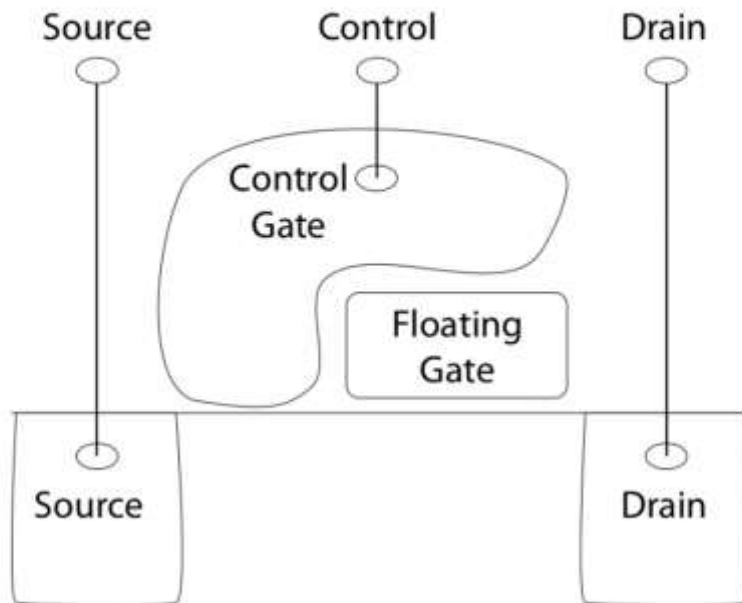 Source
Control
Drain
Control
Gate
Floating
Gate
Source
Drain